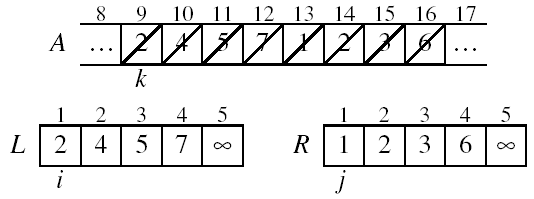 8 9 10 11 12 13 14 15 16 17
A … 2 4 5 7 1 2 3 6 …
k
1 2 3 4 5 1 2 3 4 5
L 2 4 5 7 ∞ R 1 2 3 6 ∞
i j